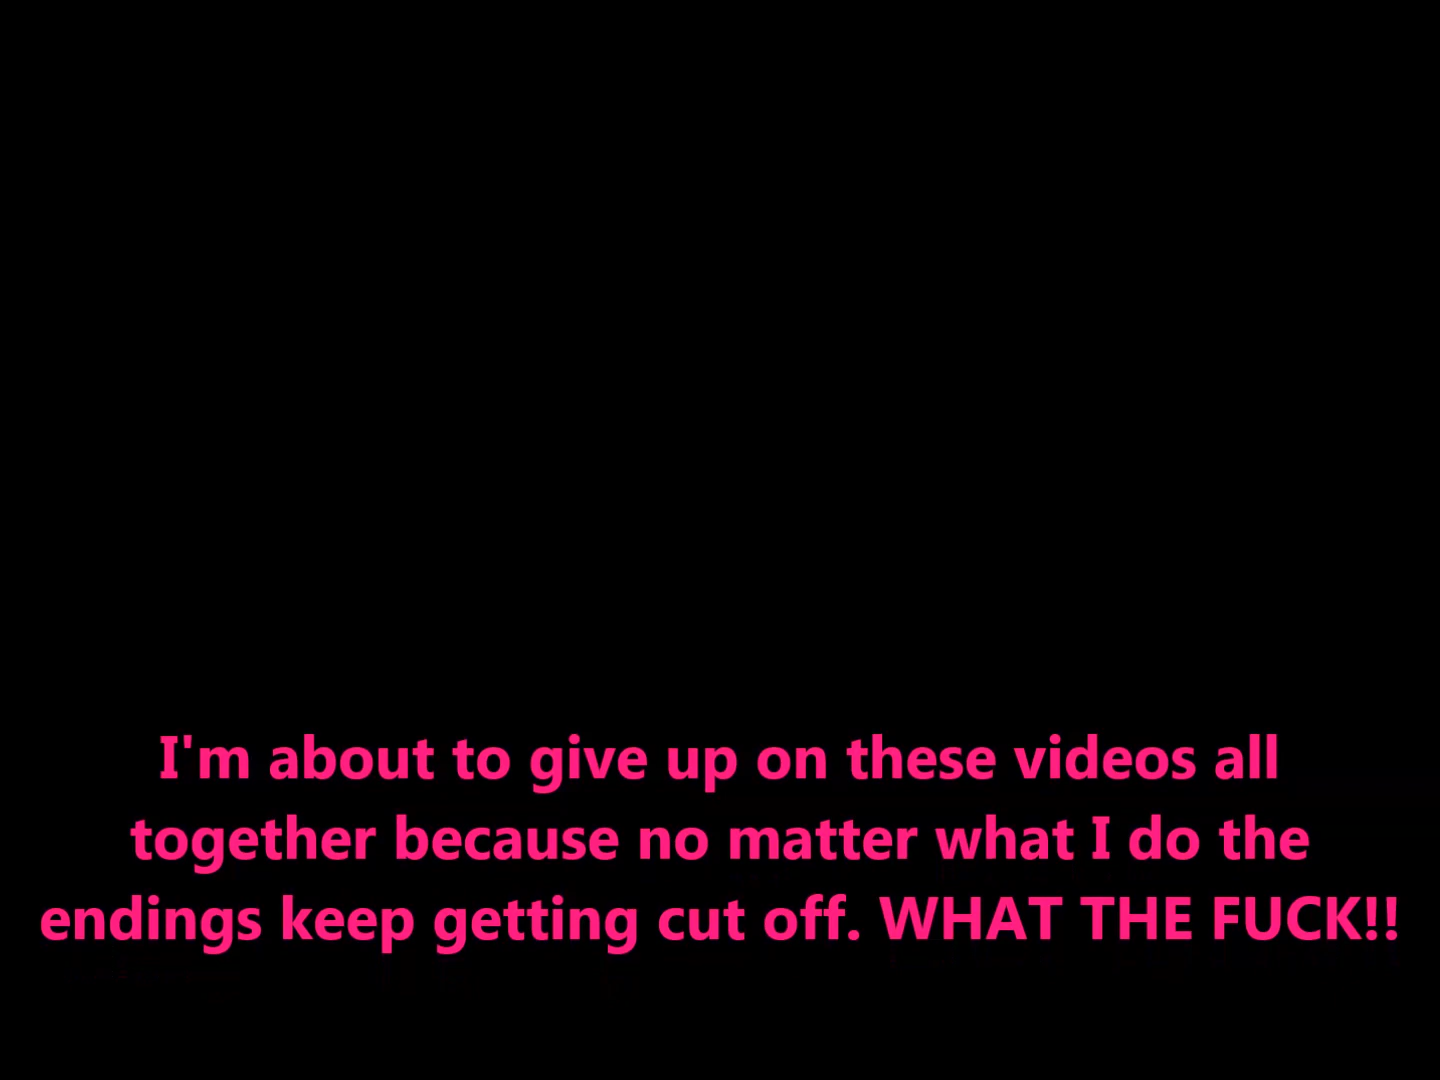 I'm about to give up on these videos all
together because no matter what I do the
endings keep getting cut off. WHAT THE FUCK!!